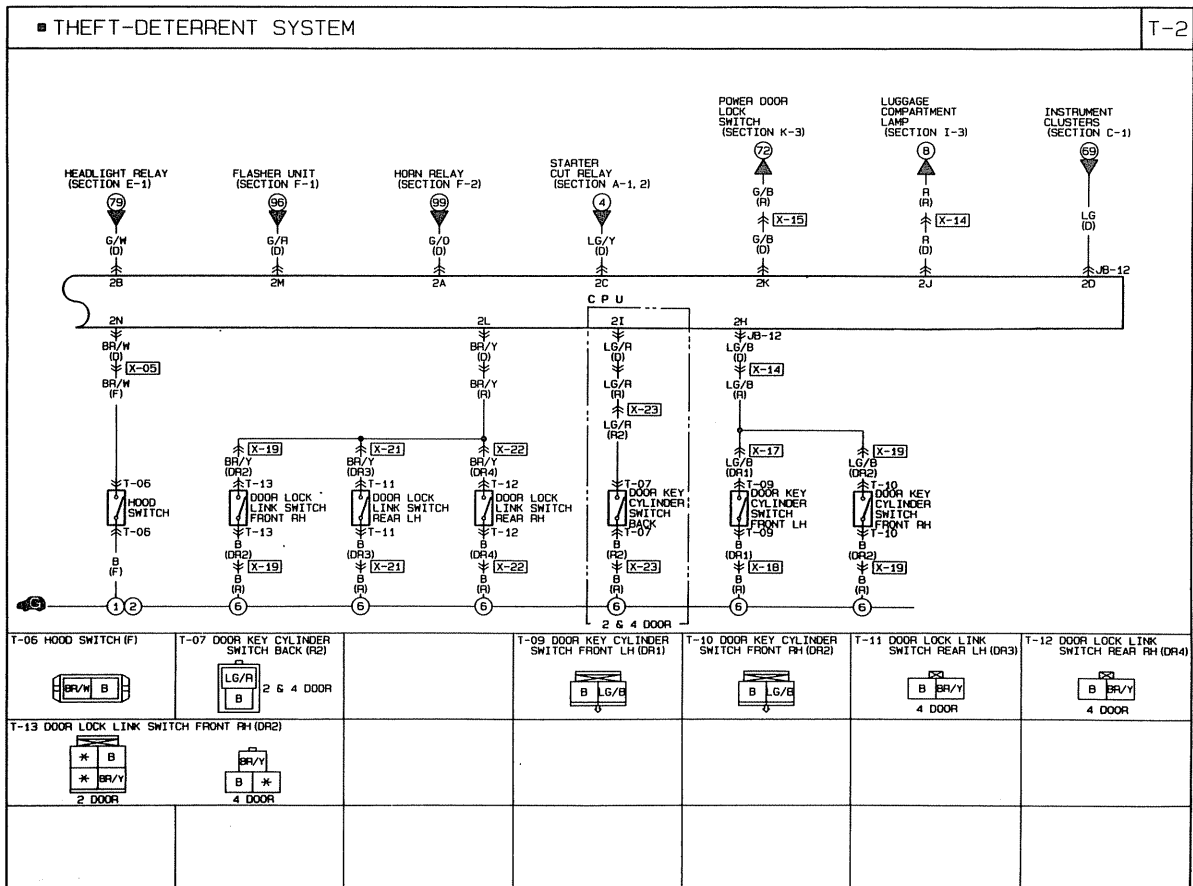 THEFT-DETERRENT SYSTEM
T-2
HEADLIGHT RELAY
(SECTION E-1)
79
G/W
(D)
2B
FLASHER UNIT
(SECTION F-1)
96
G/R
(D)
2M
HORN RELAY
(SECTION F-2)
99
G/O
(D)
2A
STARTER
CUT RELAY
(SECTION A-1, 2)
4
LG/Y
(D)
2C
POWER DOOR
LOCK
SWITCH
(SECTION K-3)
72
G/B
(R)
X-15
G/B
(D)
2K
LUGGAGE
COMPARTMENT
LAMP
(SECTION I-3)
8
R
(R)
X-14
R
(D)
2J
INSTRUMENT
CLUSTERS
(SECTION C-1)
69
LG
(D)
JB-12
2D
CPU
2N
BR/W
(D)
X-05
BR/W
(F)
T-06
HOOD
SWITCH
T-06
B
(F)
1 2
2L
BR/Y
(D)
BR/Y
(R)
X-19
BR/Y
(DR2)
T-13
DOOR LOCK
LINK SWITCH
FRONT RH
T-13
B
(DR2)
X-19
B
(R)
6
X-21
BR/Y
(DR3)
T-11
DOOR LOCK
LINK SWITCH
REAR LH
T-11
B
(DR3)
X-21
B
(R)
6
X-22
BR/Y
(DR4)
T-12
DOOR LOCK
LINK SWITCH
REAR RH
T-12
B
(DR4)
X-22
B
(R)
6
2I
LG/R
(D)
LG/R
(R)
X-23
LG/R
(R2)
T-07
DOOR KEY
CYLINDER
SWITCH
BACK
T-07
B
(R2)
X-23
B
(R)
6
2 & 4 DOOR
2H
JB-12
LG/B
(D)
X-14
LG/B
(R)
X-17
LG/B
(DR1)
T-09
DOOR KEY
CYLINDER
SWITCH
FRONT LH
T-09
B
(DR1)
X-18
B
(R)
6
X-19
LG/B
(DR2)
T-10
DOOR KEY
CYLINDER
SWITCH
FRONT RH
T-10
B
(DR2)
X-19
B
(R)
6
G
T-06 HOOD SWITCH (F)
BR/W B
T-07 DOOR KEY CYLINDER
SWITCH BACK (R2)
LG/R
B
2 & 4 DOOR
T-09 DOOR KEY CYLINDER
SWITCH FRONT LH (DR1)
B LG/B
T-10 DOOR KEY CYLINDER
SWITCH FRONT RH (DR2)
B LG/B
T-11 DOOR LOCK LINK
SWITCH REAR LH (DR3)
B BR/Y
4 DOOR
T-12 DOOR LOCK LINK
SWITCH REAR RH (DR4)
B BR/Y
4 DOOR
T-13 DOOR LOCK LINK SWITCH FRONT RH (DR2)
* B
* BR/Y
2 DOOR
BR/Y
B *
4 DOOR